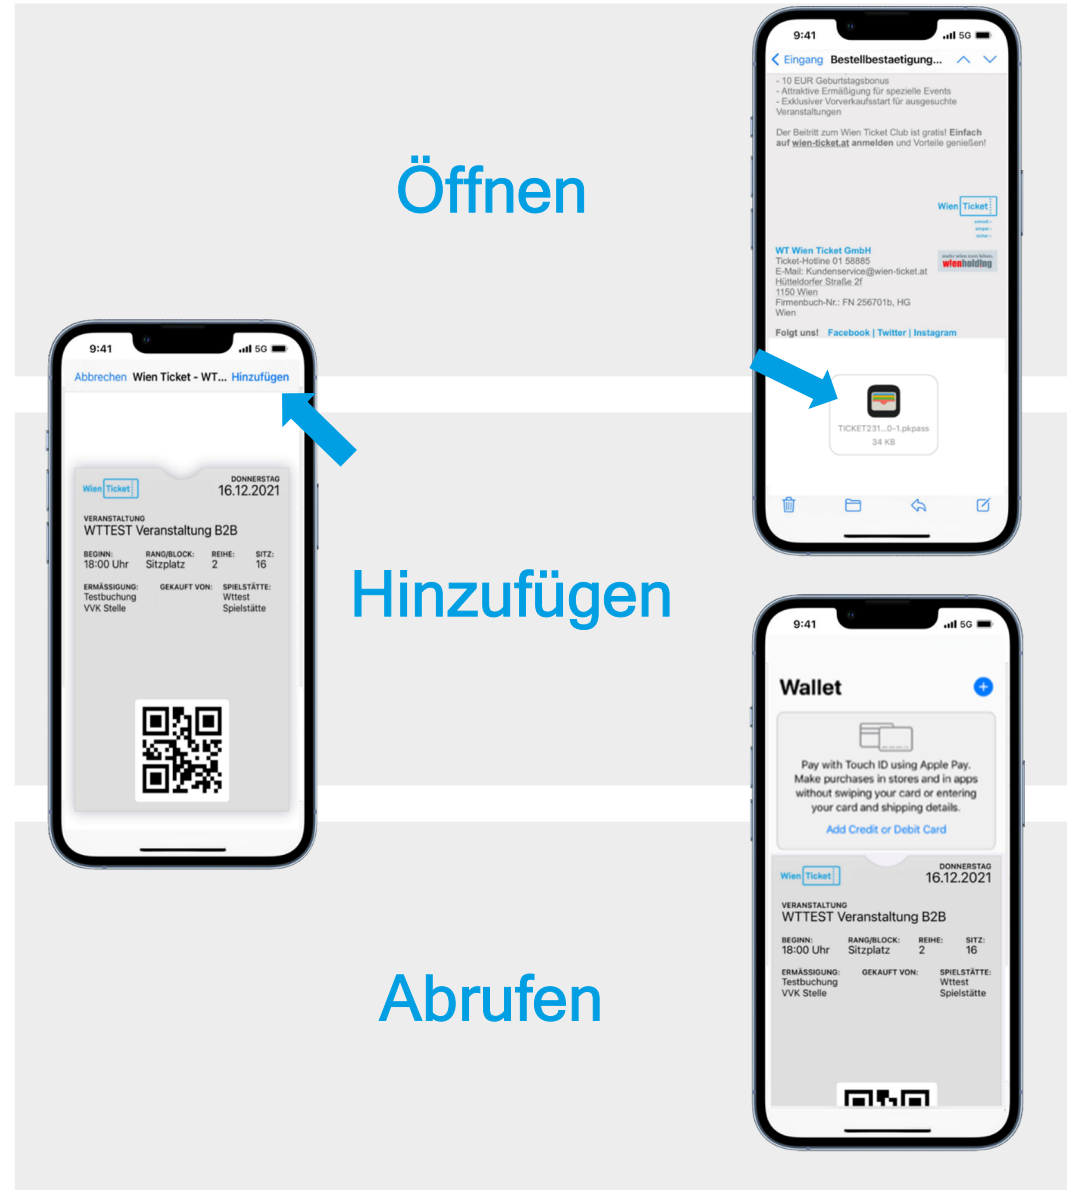 Öffnen
9:41
5G
Eingang Bestellbestaetigung...
- 10 EUR Geburtstagsbonus
- Attraktive Ermäßigung für spezielle Events
- Exklusiver Vorverkaufsstart für ausgesuchte
Veranstaltungen
Der Beitritt zum Wien Ticket Club ist gratis! Einfach
auf wien-ticket.at anmelden und Vorteile genießen!
Wien Ticket
WT Wien Ticket GmbH
Ticket-Hotline 01 58885
E-Mail: Kundenservice@wien-ticket.at
Hütteldorfer Straße 2f
1150 Wien
Firmenbuch-Nr.: FN 256701b, HG
Wien
wienholding
Folgt uns! Facebook | Twitter | Instagram
TICKET231...0-1.pkpass
34 KB
Hinzufügen
9:41
5G
Abbrechen Wien Ticket - WT... Hinzufügen
Wien Ticket
DONNERSTAG
16.12.2021
VERANSTALTUNG
WTTEST Veranstaltung B2B
BEGINN: RANG/BLOCK: REIHE: SITZ:
18:00 Uhr Sitzplatz 2 16
ERMÄSSIGUNG: GEKAUFT VON: SPIELSTÄTTE:
Testbuchung Wttest
VVK Stelle Spielstätte
Abrufen
9:41
5G
Wallet
Pay with Touch ID using Apple Pay.
Make purchases in stores and in apps
without swiping your card or entering
your card and shipping details.
Add Credit or Debit Card
Wien Ticket
DONNERSTAG
16.12.2021
VERANSTALTUNG
WTTEST Veranstaltung B2B
BEGINN: RANG/BLOCK: REIHE: SITZ:
18:00 Uhr Sitzplatz 2 16
ERMÄSSIGUNG: GEKAUFT VON: SPIELSTÄTTE:
Testbuchung Wttest
VVK Stelle Spielstätte